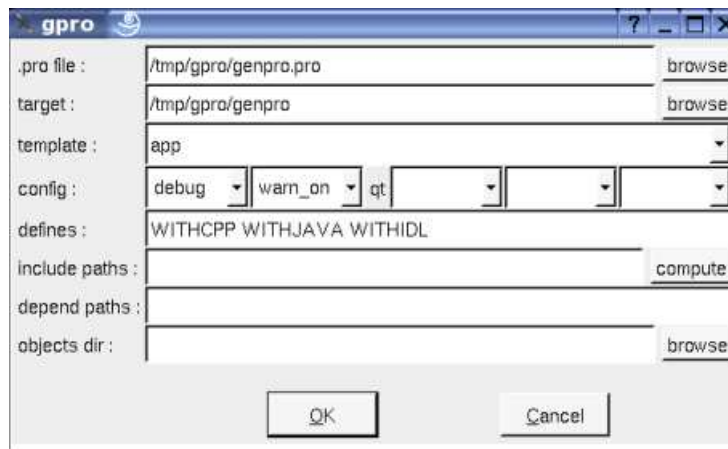 gpro ?
.pro file : /tmp/gpro/genpro.pro browse
target : /tmp/gpro/genpro browse
template : app
config : debug warn_on qt
defines : WITHCPP WITHJAVA WITHIDL
include paths : compute
depend paths :
objects dir : browse
OK Cancel